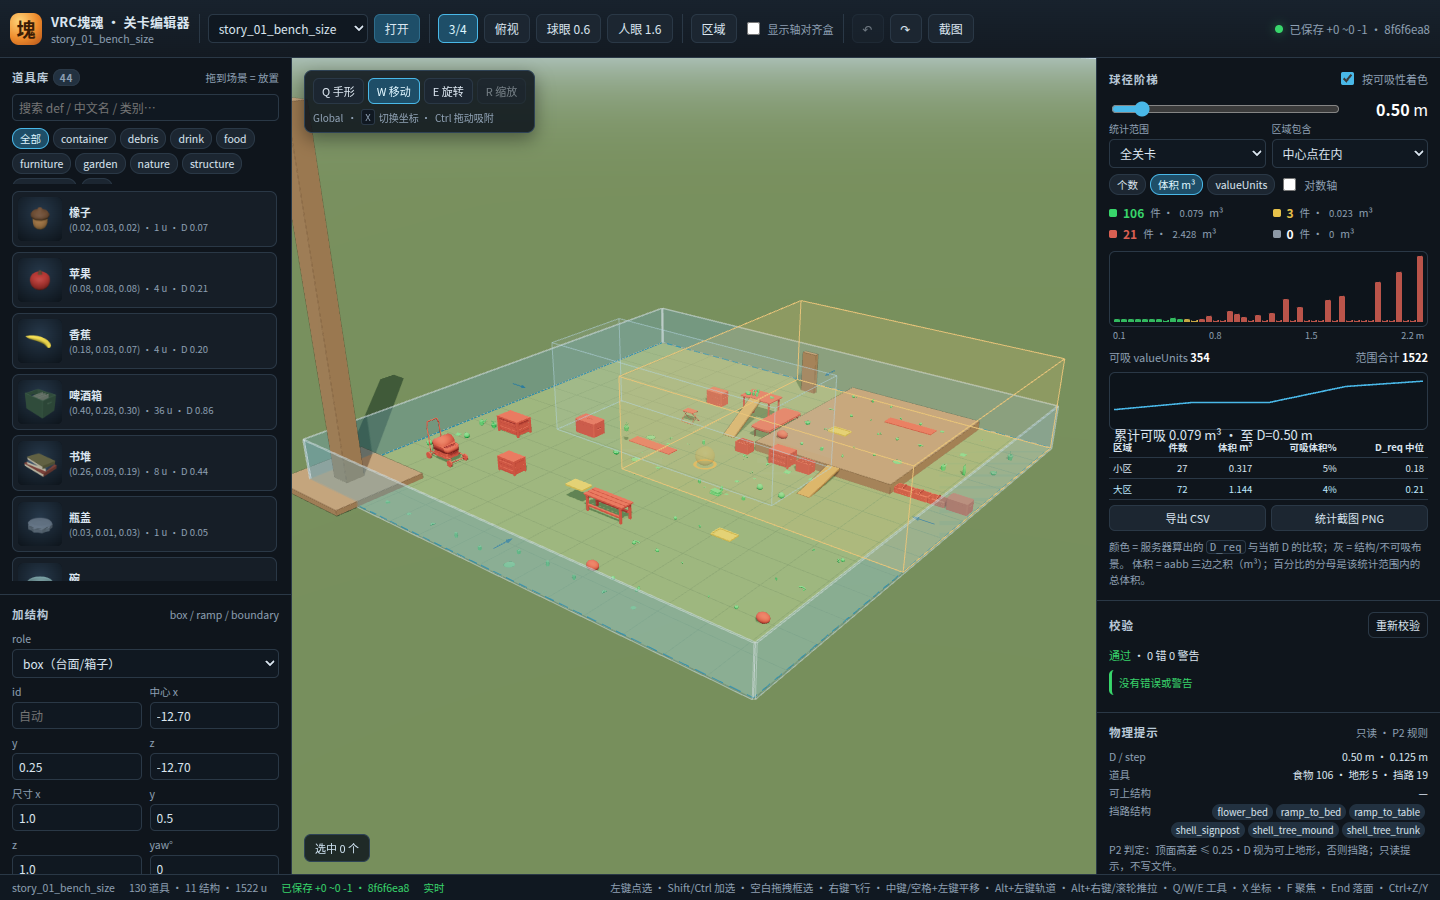 塊
VRC塊魂 · 关卡编辑器
story_01_bench_size
story_01_bench_size
打开
3/4
俯视
球眼 0.6
人眼 1.6
区域
显示轴对齐盒
↶
↷
截图
已保存 +0 ~0 -1 · 8f6f6ea8
道具库 44
拖到场景 = 放置
搜索 def / 中文名 / 类别…
全部 container debris drink food
furniture garden nature structure
橡子
(0.02, 0.03, 0.02) · 1 u · D 0.07
苹果
(0.08, 0.08, 0.08) · 4 u · D 0.21
香蕉
(0.18, 0.03, 0.07) · 4 u · D 0.20
啤酒箱
(0.40, 0.28, 0.30) · 36 u · D 0.86
书堆
(0.26, 0.09, 0.19) · 8 u · D 0.44
瓶盖
(0.03, 0.01, 0.03) · 1 u · D 0.05
碗
加结构
box / ramp / boundary
role
box（台面/箱子）
id 中心 x
自动 -12.70
y z
0.25 -12.70
尺寸 x y
1.0 0.5
z yaw°
1.0 0
Q 手形 W 移动 E 旋转 R 缩放
Global · X 切换坐标 · Ctrl 拖动吸附
选中 0 个
球径阶梯
按可吸性着色
0.50 m
统计范围 区域包含
全关卡 中心点在内
个数 体积 m³ valueUnits 对数轴
106 件 · 0.079 m³ 3 件 · 0.023 m³
21 件 · 2.428 m³ 0 件 · 0 m³
0.1 0.8 1.5 2.2 m
可吸 valueUnits 354 范围合计 1522
累计可吸 0.079 m³ · 至 D=0.50 m
区域 件数 体积 m³ 可吸体积% D_req 中位
小区 27 0.317 5% 0.18
大区 72 1.144 4% 0.21
导出 CSV 统计截图 PNG
颜色 = 服务器算出的 D_req 与当前 D 的比较；灰 = 结构/不可吸布
景。 体积 = aabb 三边之积（m³）；百分比的分母是该统计范围内的
总体积。
校验
重新校验
通过 · 0 错 0 警告
没有错误或警告
物理提示
只读 · P2 规则
D / step 0.50 m · 0.125 m
道具 食物 106 · 地形 5 · 挡路 19
可上结构 —
挡路结构 flower_bed ramp_to_bed ramp_to_table
shell_signpost shell_tree_mound shell_tree_trunk
P2 判定：顶面高差 ≤ 0.25·D 视为可上地形，否则挡路；只读提
示，不写文件。
story_01_bench_size 130 道具 · 11 结构 · 1522 u 已保存 +0 ~0 -1 · 8f6f6ea8 实时
左键点选 · Shift/Ctrl 加选 · 空白拖拽框选 · 右键飞行 · 中键/空格+左键平移 · Alt+左键轨道 · Alt+右键/滚轮推拉 · Q/W/E 工具 · X 坐标 · F 聚焦 · End 落面 · Ctrl+Z/Y